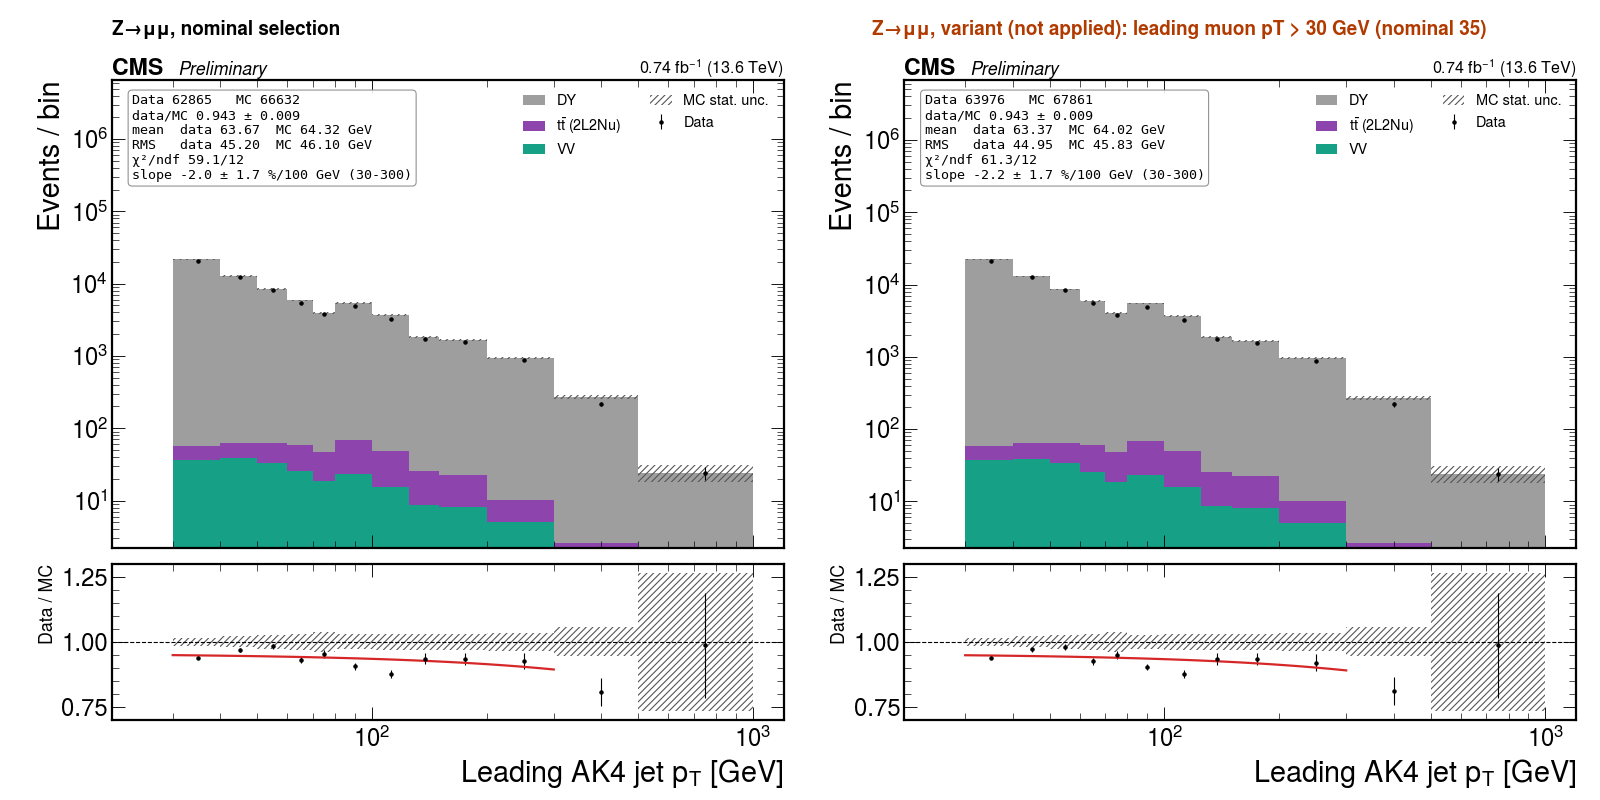 Z→μμ, nominal selection
CMS Preliminary 0.74 fb⁻¹ (13.6 TeV)
Events / bin
10⁶
10⁵
10⁴
10³
10²
10¹
Data 62865 MC 66632
data/MC 0.943 ± 0.009
mean data 63.67 MC 64.32 GeV
RMS data 45.20 MC 46.10 GeV
χ²/ndf 59.1/12
slope -2.0 ± 1.7 %/100 GeV (30-300)
DY
tt̄ (2L2Nu)
VV
MC stat. unc.
Data
Data / MC
1.25
1.00
0.75
10² 10³
Leading AK4 jet p_T [GeV]
Z→μμ, variant (not applied): leading muon pT > 30 GeV (nominal 35)
CMS Preliminary 0.74 fb⁻¹ (13.6 TeV)
Events / bin
10⁶
10⁵
10⁴
10³
10²
10¹
Data 63976 MC 67861
data/MC 0.943 ± 0.009
mean data 63.37 MC 64.02 GeV
RMS data 44.95 MC 45.83 GeV
χ²/ndf 61.3/12
slope -2.2 ± 1.7 %/100 GeV (30-300)
DY
tt̄ (2L2Nu)
VV
MC stat. unc.
Data
Data / MC
1.25
1.00
0.75
10² 10³
Leading AK4 jet p_T [GeV]